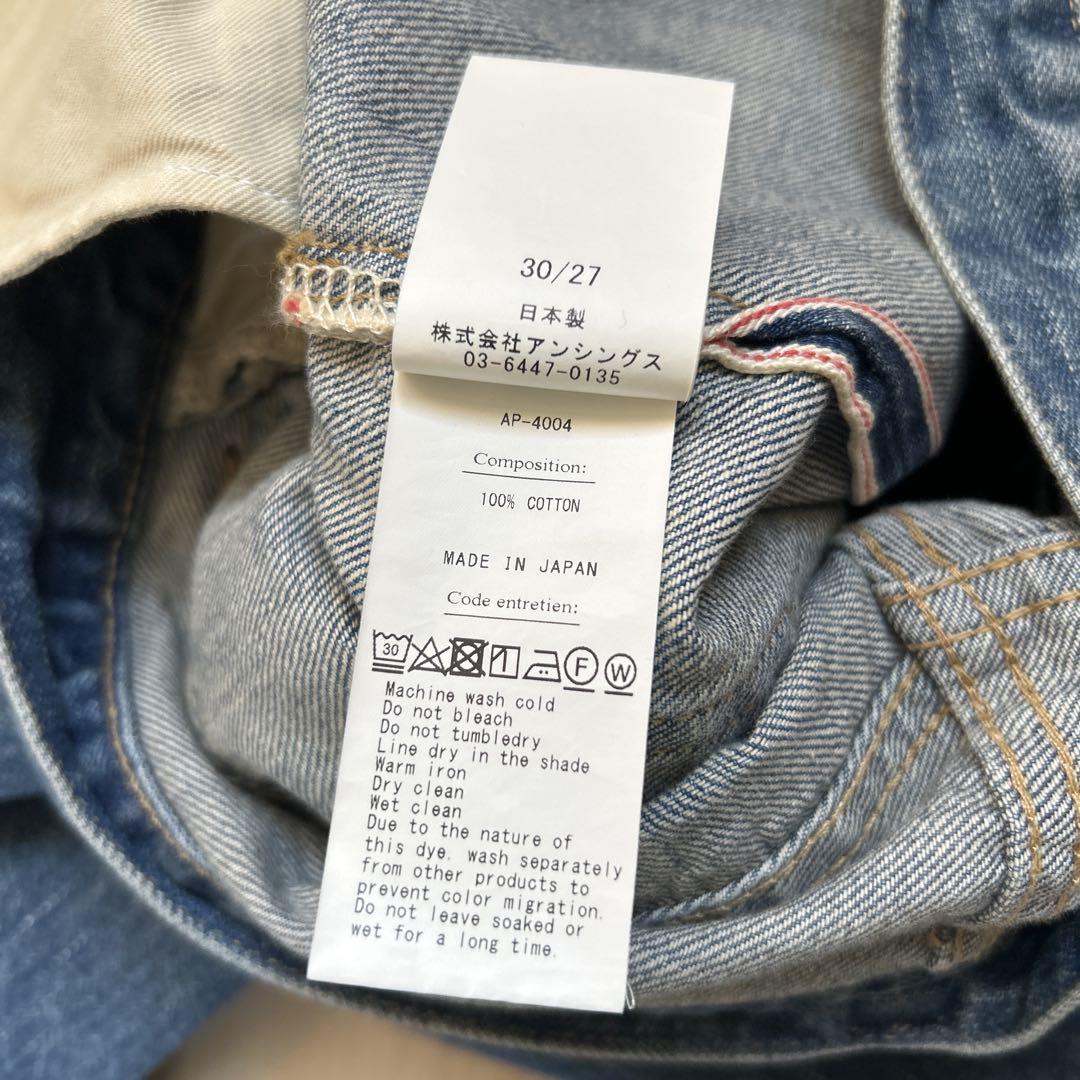 30/27
日本製
株式会社アンシングス
03-6447-0135
AP-4004
Composition:
100% COTTON
MADE IN JAPAN
Code entretien:
30 F W
Machine wash cold
Do not bleach
Do not tumbledry
Line dry in the shade
Warm iron
Dry clean
Wet clean
Due to the nature of
this dye, wash separately
from other products to
prevent color migration.
Do not leave soaked or
wet for a long time.